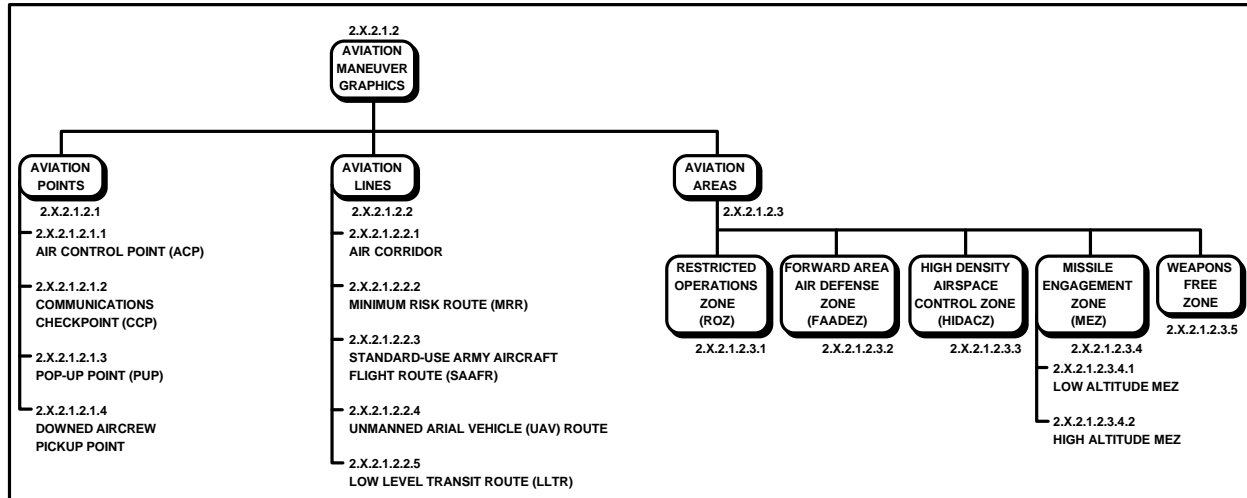 2.X.2.1.2
AVIATION
MANEUVER
GRAPHICS
AVIATION
POINTS
2.X.2.1.2.1
2.X.2.1.2.1.1
AIR CONTROL POINT (ACP)
2.X.2.1.2.1.2
COMMUNICATIONS
CHECKPOINT (CCP)
2.X.2.1.2.1.3
POP-UP POINT (PUP)
2.X.2.1.2.1.4
DOWNED AIRCREW
PICKUP POINT
AVIATION
LINES
2.X.2.1.2.2
2.X.2.1.2.2.1
AIR CORRIDOR
2.X.2.1.2.2.2
MINIMUM RISK ROUTE (MRR)
2.X.2.1.2.2.3
STANDARD-USE ARMY AIRCRAFT
FLIGHT ROUTE (SAAFR)
2.X.2.1.2.2.4
UNMANNED ARIAL VEHICLE (UAV) ROUTE
2.X.2.1.2.2.5
LOW LEVEL TRANSIT ROUTE (LLTR)
AVIATION
AREAS
2.X.2.1.2.3
RESTRICTED
OPERATIONS
ZONE
(ROZ)
2.X.2.1.2.3.1
FORWARD AREA
AIR DEFENSE
ZONE
(FAADEZ)
2.X.2.1.2.3.2
HIGH DENSITY
AIRSPACE
CONTROL ZONE
(HIDACZ)
2.X.2.1.2.3.3
MISSILE
ENGAGEMENT
ZONE
(MEZ)
2.X.2.1.2.3.4
2.X.2.1.2.3.4.1
LOW ALTITUDE MEZ
2.X.2.1.2.3.4.2
HIGH ALTITUDE MEZ
WEAPONS
FREE
ZONE
2.X.2.1.2.3.5